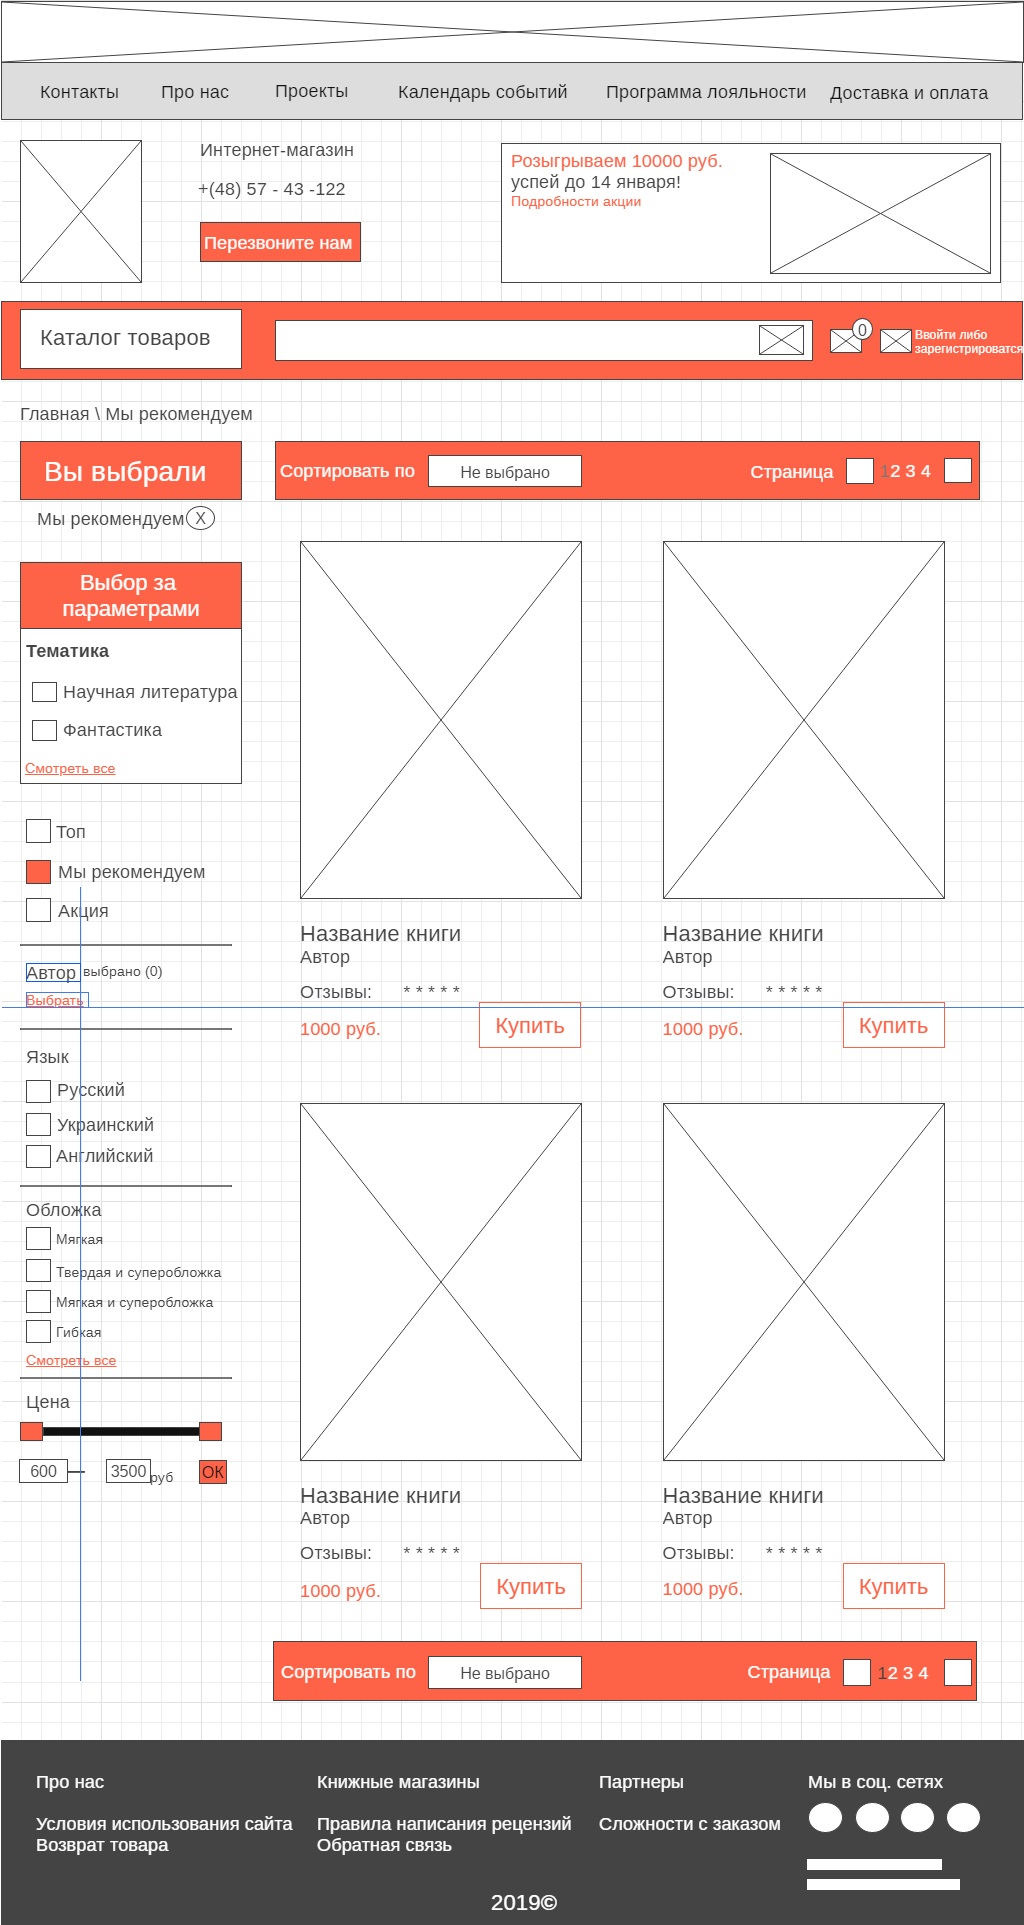 Контакты
Про нас
Проекты
Календарь событий
Программа лояльности
Доставка и оплата
Интернет-магазин
+(48) 57 - 43 -122
Перезвоните нам
Розыгрываем 10000 руб.
успей до 14 января!
Подробности акции
Каталог товаров
0
Ввойти либо
зарегистрироватся
Главная \ Мы рекомендуем
Вы выбрали
Сортировать по
Не выбрано
Страница
1 2 3 4
Мы рекомендуем
X
Выбор за
параметрами
Тематика
Научная литература
Фантастика
Смотреть все
Топ
Мы рекомендуем
Акция
Автор
выбрано (0)
Выбрать
Язык
Русский
Украинский
Английский
Обложка
Мягкая
Твердая и суперобложка
Мягкая и суперобложка
Гибкая
Смотреть все
Цена
600
3500
руб
ОК
Название книги
Автор
Отзывы: * * * * *
1000 руб.
Купить
Название книги
Автор
Отзывы: * * * * *
1000 руб.
Купить
Название книги
Автор
Отзывы: * * * * *
1000 руб.
Купить
Название книги
Автор
Отзывы: * * * * *
1000 руб.
Купить
Сортировать по
Не выбрано
Страница
1 2 3 4
Про нас
Условия использования сайта
Возврат товара
Книжные магазины
Правила написания рецензий
Обратная связь
Партнеры
Сложности с заказом
Мы в соц. сетях
2019©